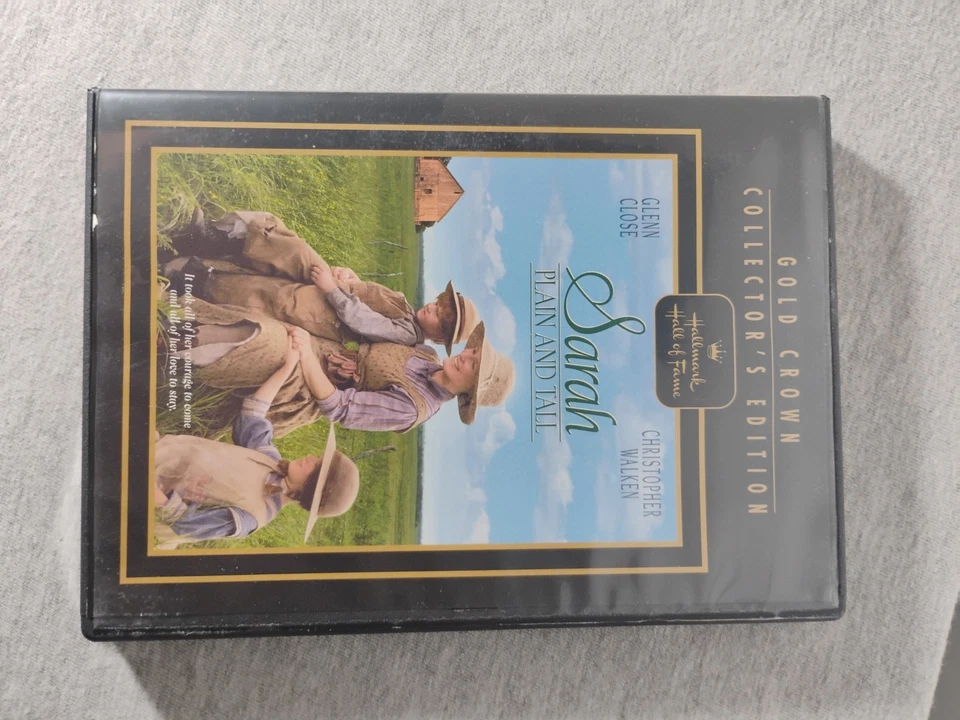 GOLD CROWN
COLLECTOR'S EDITION
Hallmark
Hall of Fame
GLENN
CLOSE
CHRISTOPHER
WALKEN
Sarah
PLAIN AND TALL
It took all of her courage to come
and all of her love to stay.